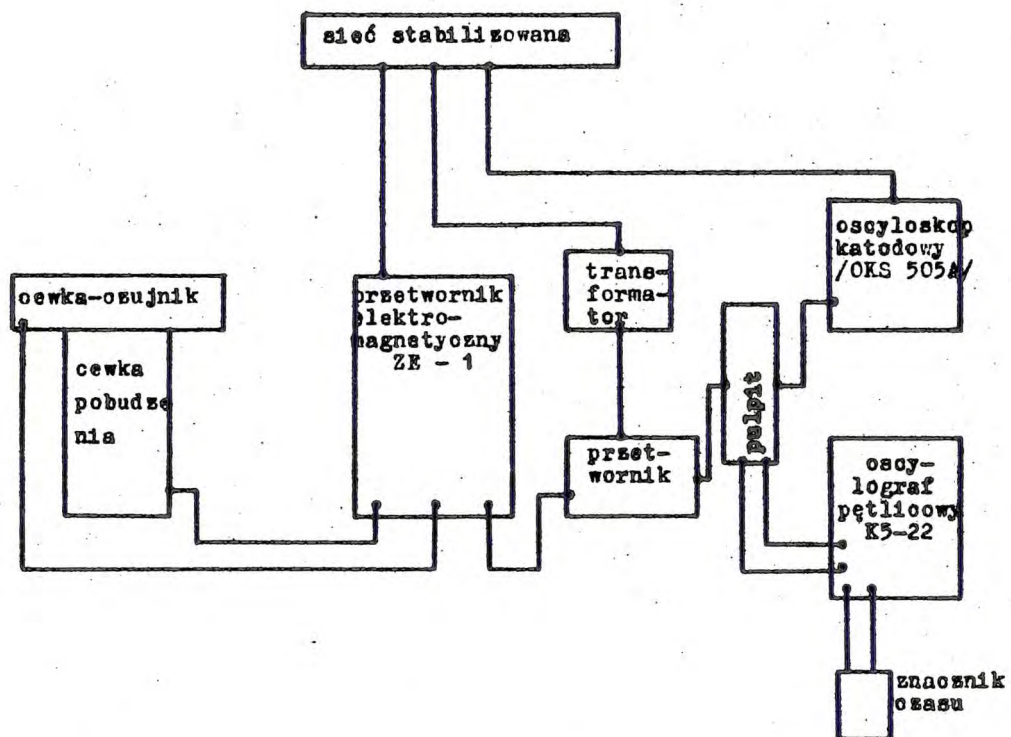 sieć stabilizowana
oscyloskop
katodowy
/OKS 505A/
trans-
forma-
tor
cewka-czujnik
przetwornik
elektro-
magnetyczny
ZE - 1
cewka
pobudze
nia
pulpit
przet-
wornik
oscy-
lograf
pętlicowy
K5-22
znacznik
czasu